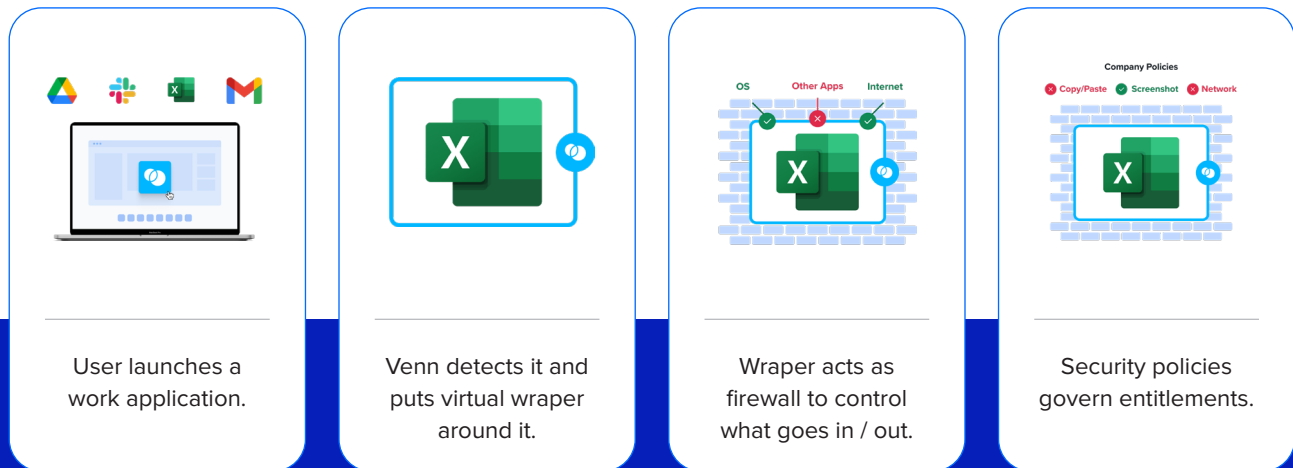 User launches a
work application.
X
Venn detects it and
puts virtual wraper
around it.
OS
Other Apps
Internet
X
Wraper acts as
firewall to control
what goes in / out.
Company Policies
Copy/Paste
Screenshot
Network
X
Security policies
govern entitlements.